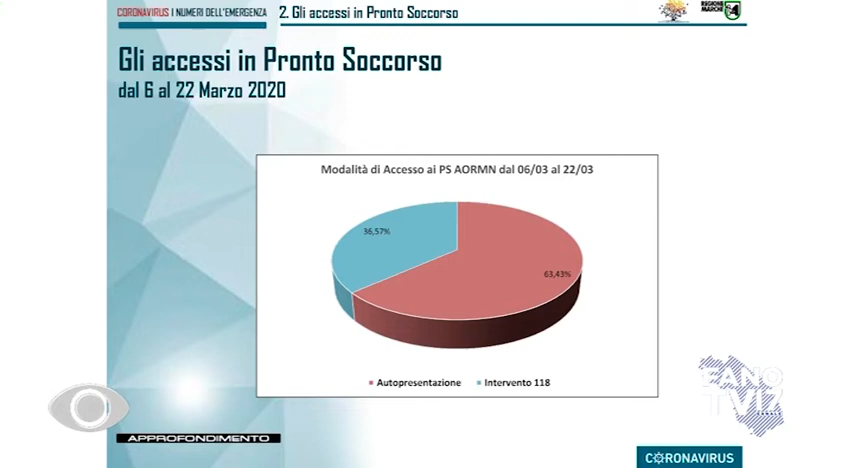 CORONAVIRUS I NUMERI DELL'EMERGENZA
2. Gli accessi in Pronto Soccorso
REGIONE
MARCHE
Gli accessi in Pronto Soccorso
dal 6 al 22 Marzo 2020
Modalità di Accesso ai PS AORMN dal 06/03 al 22/03
36,57%
63,43%
Autopresentazione
Intervento 118
FANO
TV
17
CANALE
APPROFONDIMENTO
CORONAVIRUS